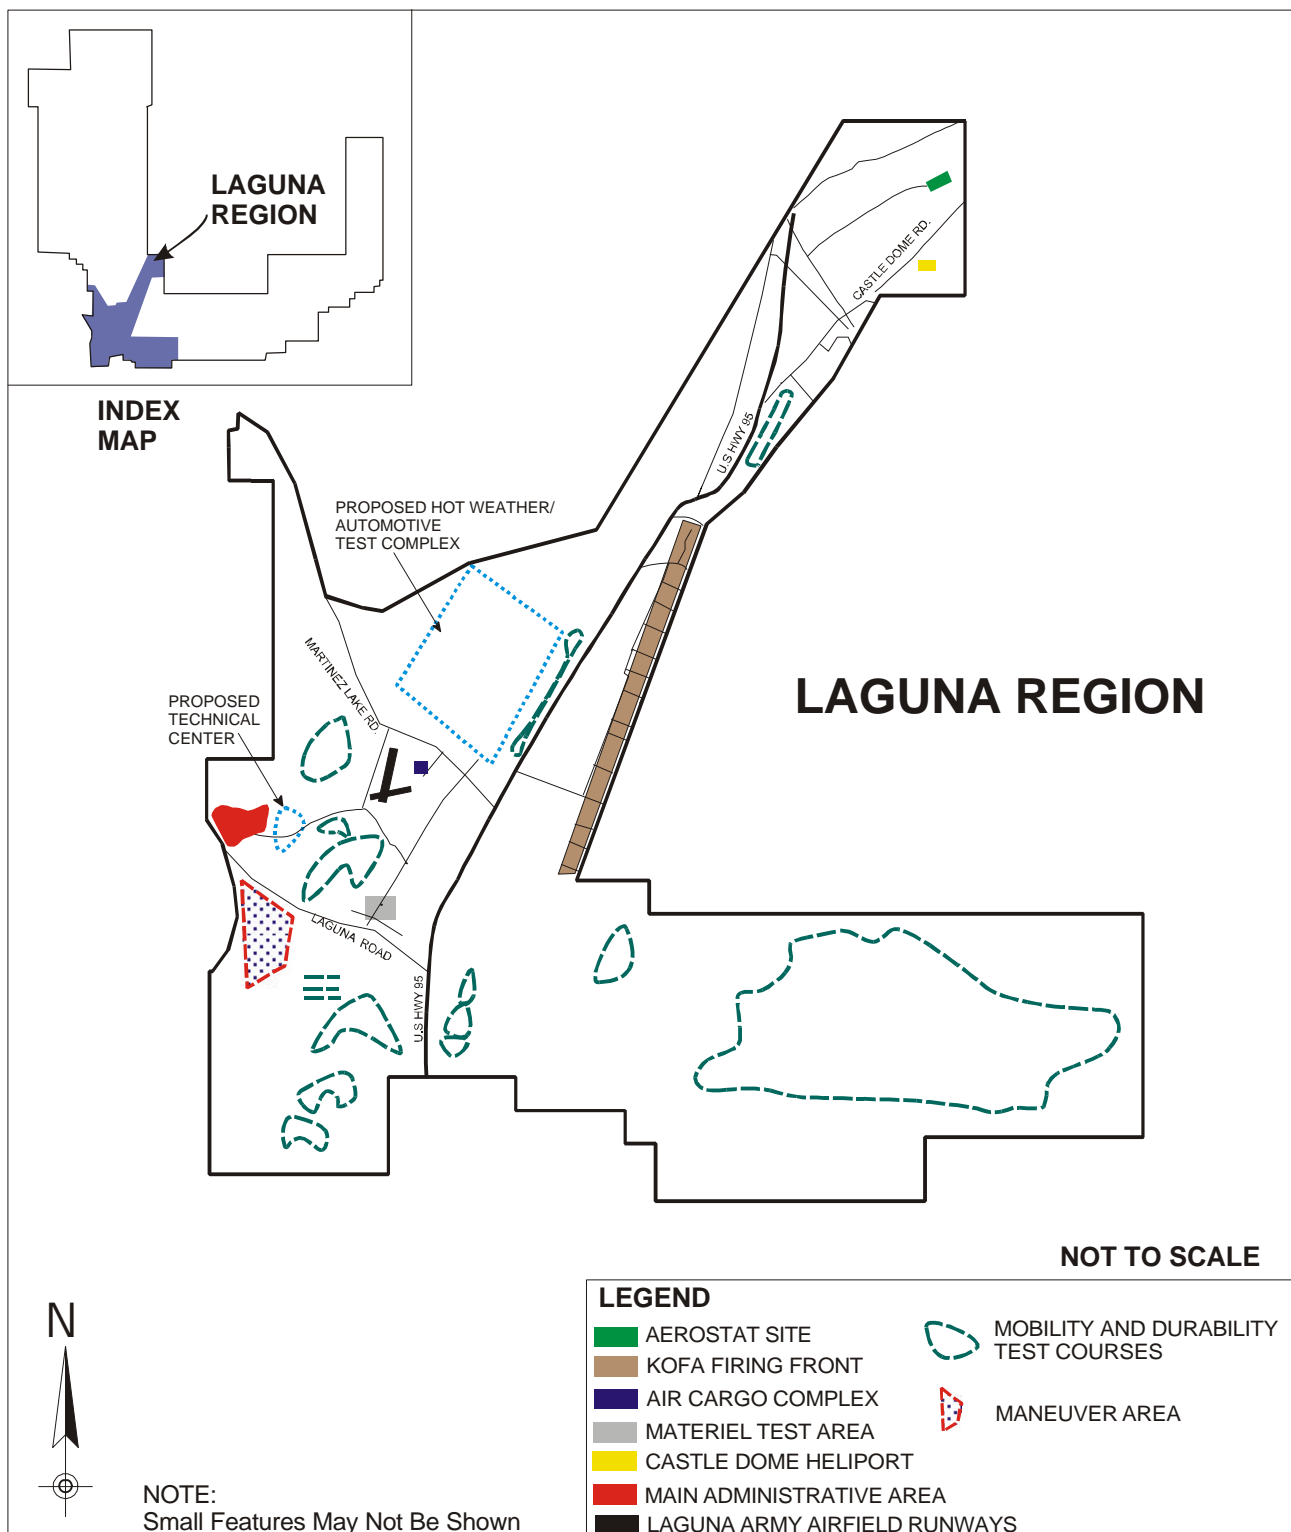 LAGUNA
REGION
INDEX
MAP
CASTLE DOME RD.
U.S HWY 95
PROPOSED HOT WEATHER/
AUTOMOTIVE
TEST COMPLEX
MARTINEZ LAKE RD.
PROPOSED
TECHNICAL
CENTER
LAGUNA REGION
LAGUNA ROAD
U.S HWY 95
NOT TO SCALE
N
NOTE:
Small Features May Not Be Shown
LEGEND
AEROSTAT SITE
KOFA FIRING FRONT
AIR CARGO COMPLEX
MATERIEL TEST AREA
CASTLE DOME HELIPORT
MAIN ADMINISTRATIVE AREA
LAGUNA ARMY AIRFIELD RUNWAYS
MOBILITY AND DURABILITY
TEST COURSES
MANEUVER AREA